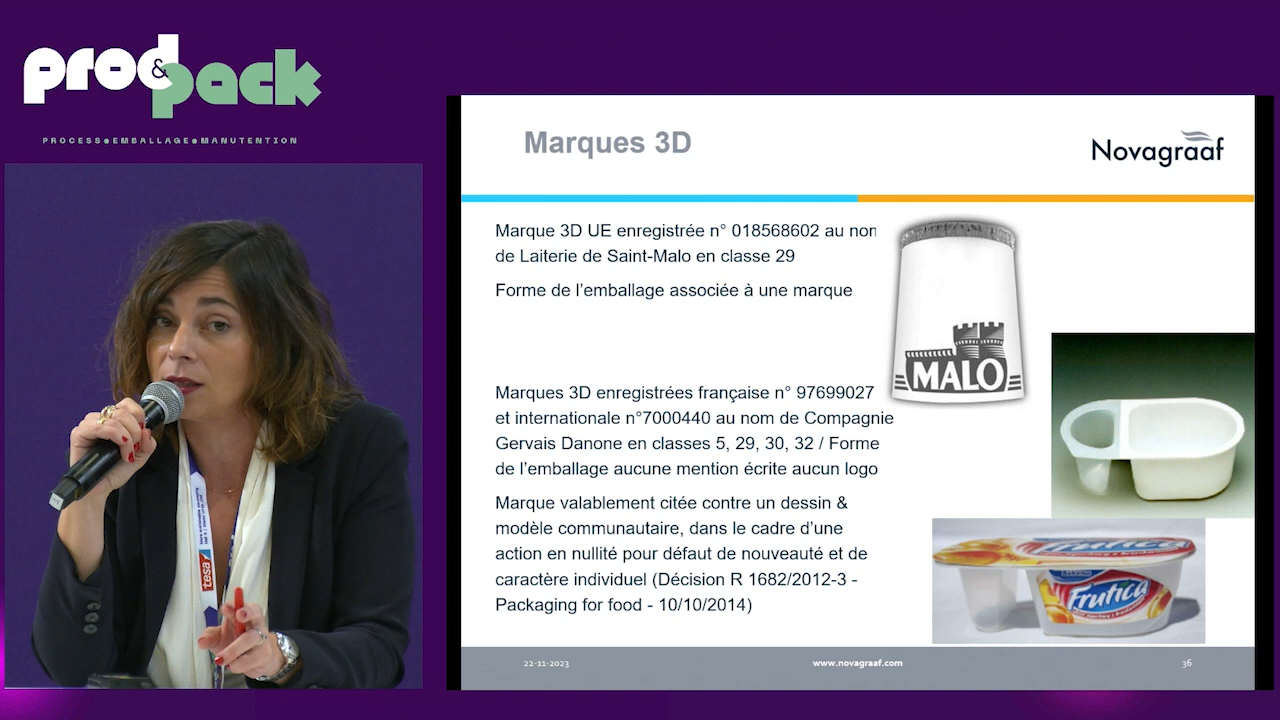 prod&pack
PROCESS●EMBALLAGE●MANUTENTION
Marques 3D
Novagraaf
Marque 3D UE enregistrée n° 018568602 au nom
de Laiterie de Saint-Malo en classe 29
Forme de l'emballage associée à une marque
MALO
Marques 3D enregistrées française n° 97699027
et internationale n°7000440 au nom de Compagnie
Gervais Danone en classes 5, 29, 30, 32 / Forme
de l'emballage aucune mention écrite aucun logo
Marque valablement citée contre un dessin &
modèle communautaire, dans le cadre d'une
action en nullité pour défaut de nouveauté et de
caractère individuel (Décision R 1682/2012-3 -
Packaging for food - 10/10/2014)
Frutica
Frutica
tesa
22-11-2023
www.novagraaf.com
36